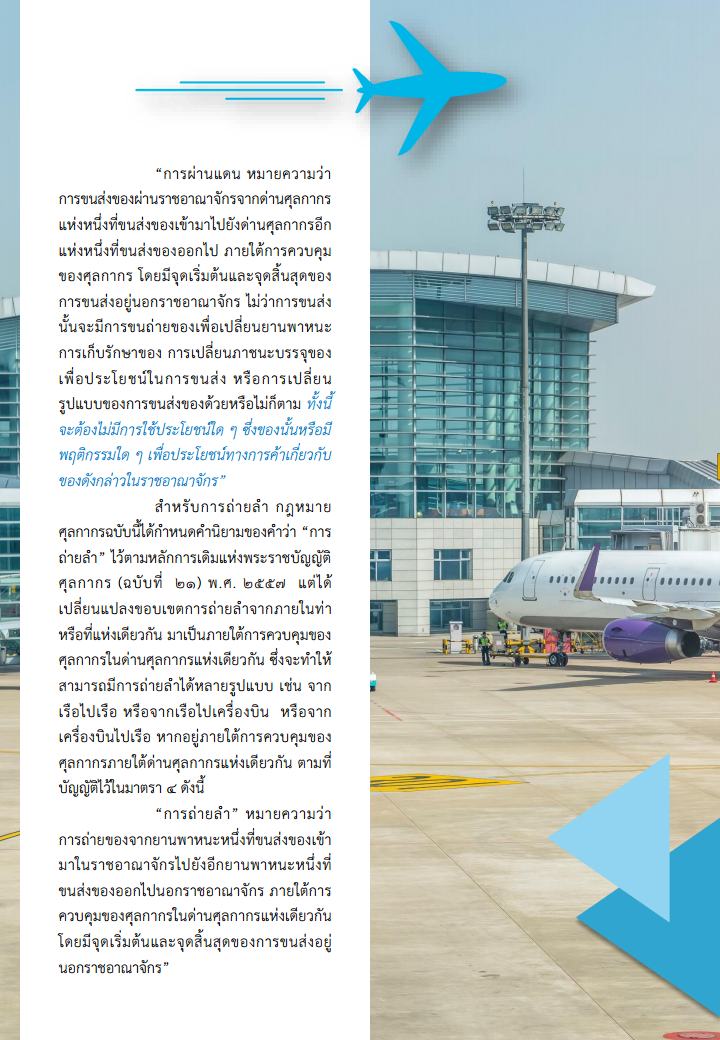 “การผ่านแดน หมายความว่า
การขนส่งของผ่านราชอาณาจักรจากด่านศุลกากร
แห่งหนึ่งที่ขนส่งของเข้ามาไปยังด่านศุลกากรอีก
แห่งหนึ่งที่ขนส่งของออกไป ภายใต้การควบคุม
ของศุลกากร โดยมีจุดเริ่มต้นและจุดสิ้นสุดของ
การขนส่งอยู่นอกราชอาณาจักร ไม่ว่าการขนส่ง
นั้นจะมีการขนถ่ายของเพื่อเปลี่ยนยานพาหนะ
การเก็บรักษาของ การเปลี่ยนภาชนะบรรจุของ
เพื่อประโยชน์ในการขนส่ง หรือการเปลี่ยน
รูปแบบของการขนส่งของด้วยหรือไม่ก็ตาม ทั้งนี้
จะต้องไม่มีการใช้ประโยชน์ใด ๆ ซึ่งของนั้นหรือมี
พฤติกรรมใด ๆ เพื่อประโยชน์ทางการค้าเกี่ยวกับ
ของดังกล่าวในราชอาณาจักร”
สำหรับการถ่ายลำ กฎหมาย
ศุลกากรฉบับนี้ได้กำหนดคำนิยามของคำว่า “การ
ถ่ายลำ” ไว้ตามหลักการเดิมแห่งพระราชบัญญัติ
ศุลกากร (ฉบับที่ ๒๑) พ.ศ. ๒๕๕๗ แต่ได้
เปลี่ยนแปลงขอบเขตการถ่ายลำจากภายในท่า
หรือที่แห่งเดียวกัน มาเป็นภายใต้การควบคุมของ
ศุลกากรในด่านศุลกากรแห่งเดียวกัน ซึ่งจะทำให้
สามารถมีการถ่ายลำได้หลายรูปแบบ เช่น จาก
เรือไปเรือ หรือจากเรือไปเครื่องบิน หรือจาก
เครื่องบินไปเรือ หากอยู่ภายใต้การควบคุมของ
ศุลกากรภายใต้ด่านศุลกากรแห่งเดียวกัน ตามที่
บัญญัติไว้ในมาตรา ๔ ดังนี้
“การถ่ายลำ” หมายความว่า
การถ่ายของจากยานพาหนะหนึ่งที่ขนส่งของเข้า
มาในราชอาณาจักรไปยังอีกยานพาหนะหนึ่งที่
ขนส่งของออกไปนอกราชอาณาจักร ภายใต้การ
ควบคุมของศุลกากรในด่านศุลกากรแห่งเดียวกัน
โดยมีจุดเริ่มต้นและจุดสิ้นสุดของการขนส่งอยู่
นอกราชอาณาจักร”